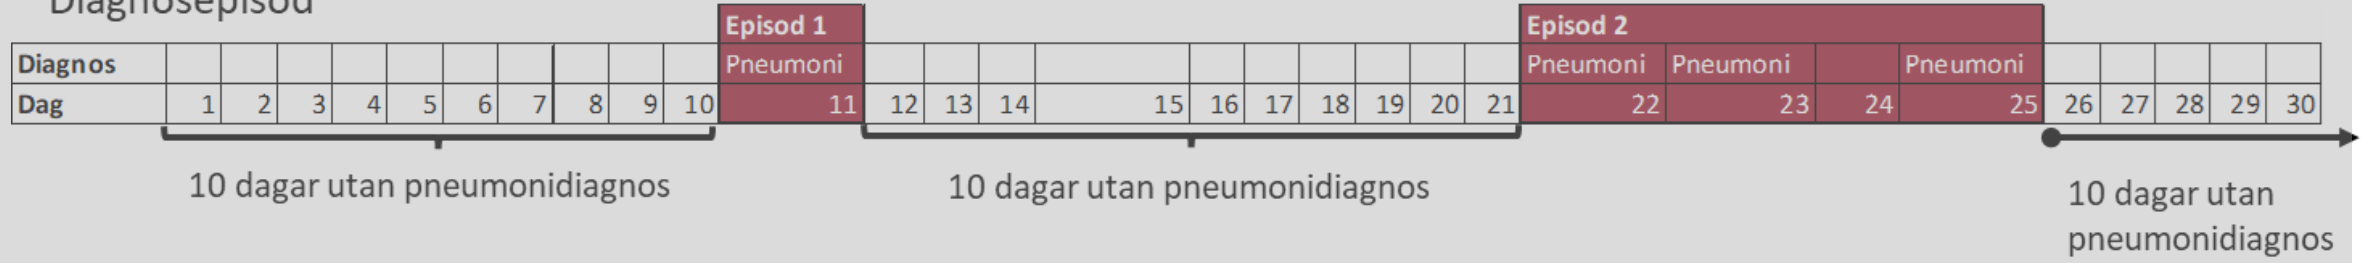 Diagnosepisod
Episod 1 Episod 2
Diagnos Pneumoni Pneumoni Pneumoni Pneumoni
Dag 1 2 3 4 5 6 7 8 9 10 11 12 13 14 15 16 17 18 19 20 21 22 23 24 25 26 27 28 29 30
10 dagar utan pneumonidiagnos
10 dagar utan pneumonidiagnos
10 dagar utan
pneumonidiagnos